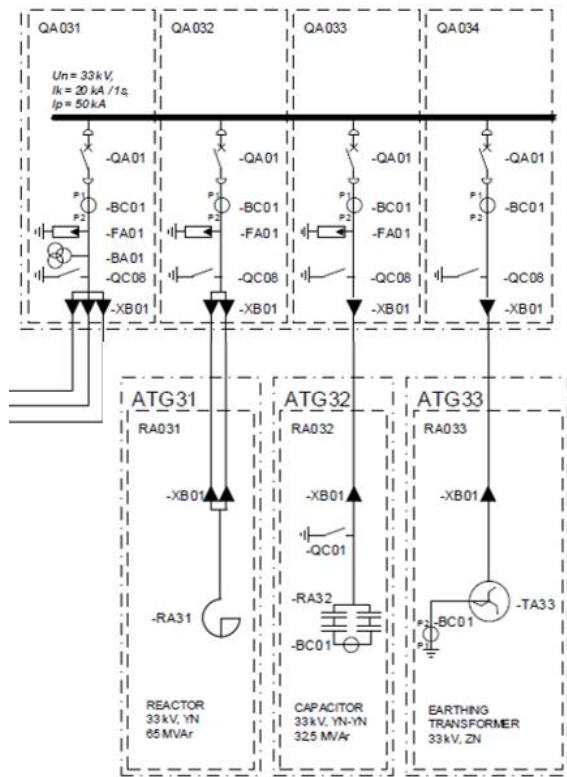 QA031
QA032
QA033
QA034
Un = 33 kV,
Ik = 20 kA / 1s,
Ip = 50 kA
-QA01
-QA01
-QA01
-QA01
P1
P1
P1
P1
-BC01
-BC01
-BC01
-BC01
P2
P2
P2
P2
-FA01
-FA01
-FA01
-BA01
-QC08
-QC08
-QC08
-QC08
-XB01
-XB01
-XB01
-XB01
ATG31
ATG32
ATG33
RA031
RA032
RA033
-XB01
-XB01
-XB01
-QC01
-RA31
-RA32
-TA33
-BC01
P2
-BC01
P1
REACTOR
33 kV, YN
65 MVAr
CAPACITOR
33 kV, YN-YN
32,5 MVAr
EARTHING
TRANSFORMER
33 kV, ZN